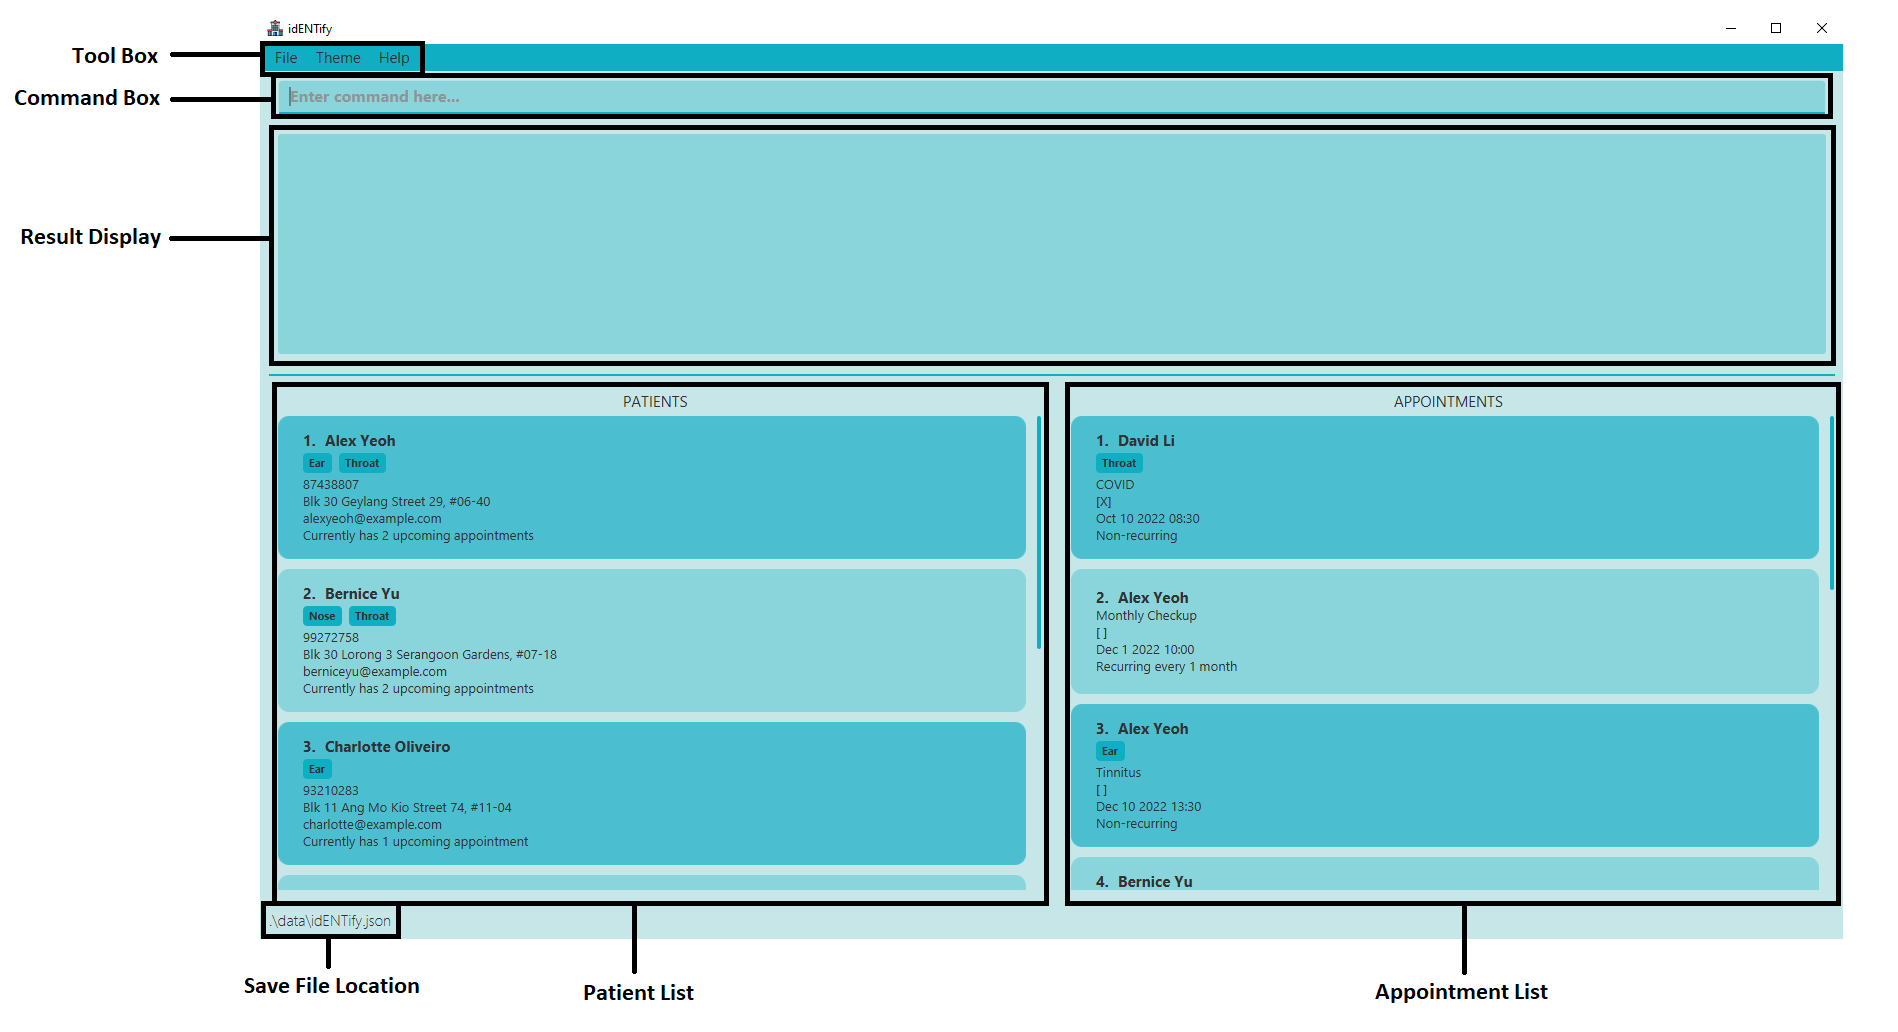 idENTify
Tool Box
File Theme Help
Command Box
Enter command here...
Result Display
PATIENTS
1. Alex Yeoh
Ear Throat
87438807
Blk 30 Geylang Street 29, #06-40
alexyeoh@example.com
Currently has 2 upcoming appointments
2. Bernice Yu
Nose Throat
99272758
Blk 30 Lorong 3 Serangoon Gardens, #07-18
berniceyu@example.com
Currently has 2 upcoming appointments
3. Charlotte Oliveiro
Ear
93210283
Blk 11 Ang Mo Kio Street 74, #11-04
charlotte@example.com
Currently has 1 upcoming appointment
APPOINTMENTS
1. David Li
Throat
COVID
[X]
Oct 10 2022 08:30
Non-recurring
2. Alex Yeoh
Monthly Checkup
[ ]
Dec 1 2022 10:00
Recurring every 1 month
3. Alex Yeoh
Ear
Tinnitus
[ ]
Dec 10 2022 13:30
Non-recurring
4. Bernice Yu
.\data\idENTify.json
Save File Location
Patient List
Appointment List